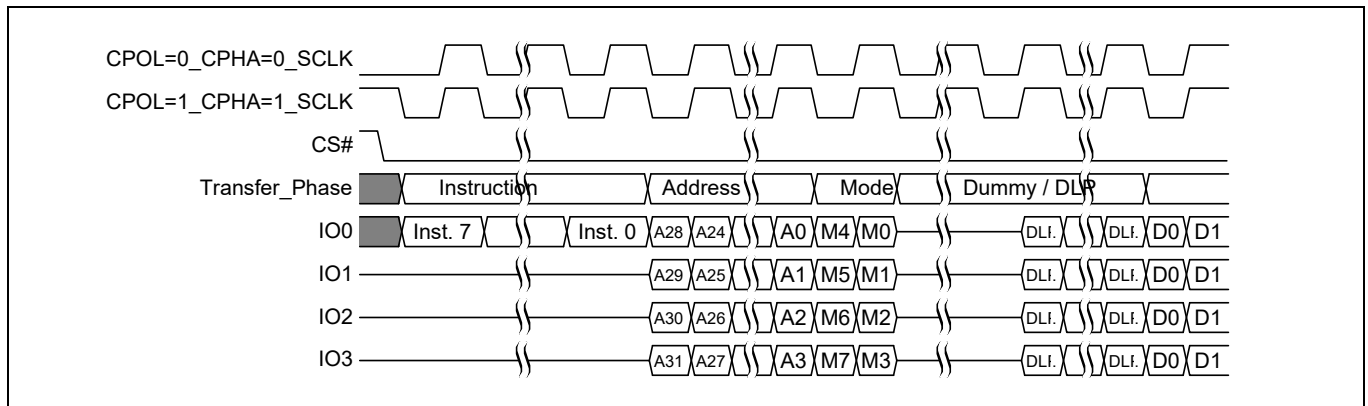 CPOL=0_CPHA=0_SCLK
CPOL=1_CPHA=1_SCLK
CS#
Transfer_Phase Instruction Address Mode Dummy / DLP
IO0 Inst. 7 Inst. 0 A28 A24 A0 M4 M0 DLP. DLP. D0 D1
IO1 A29 A25 A1 M5 M1 DLP. DLP. D0 D1
IO2 A30 A26 A2 M6 M2 DLP. DLP. D0 D1
IO3 A31 A27 A3 M7 M3 DLP. DLP. D0 D1